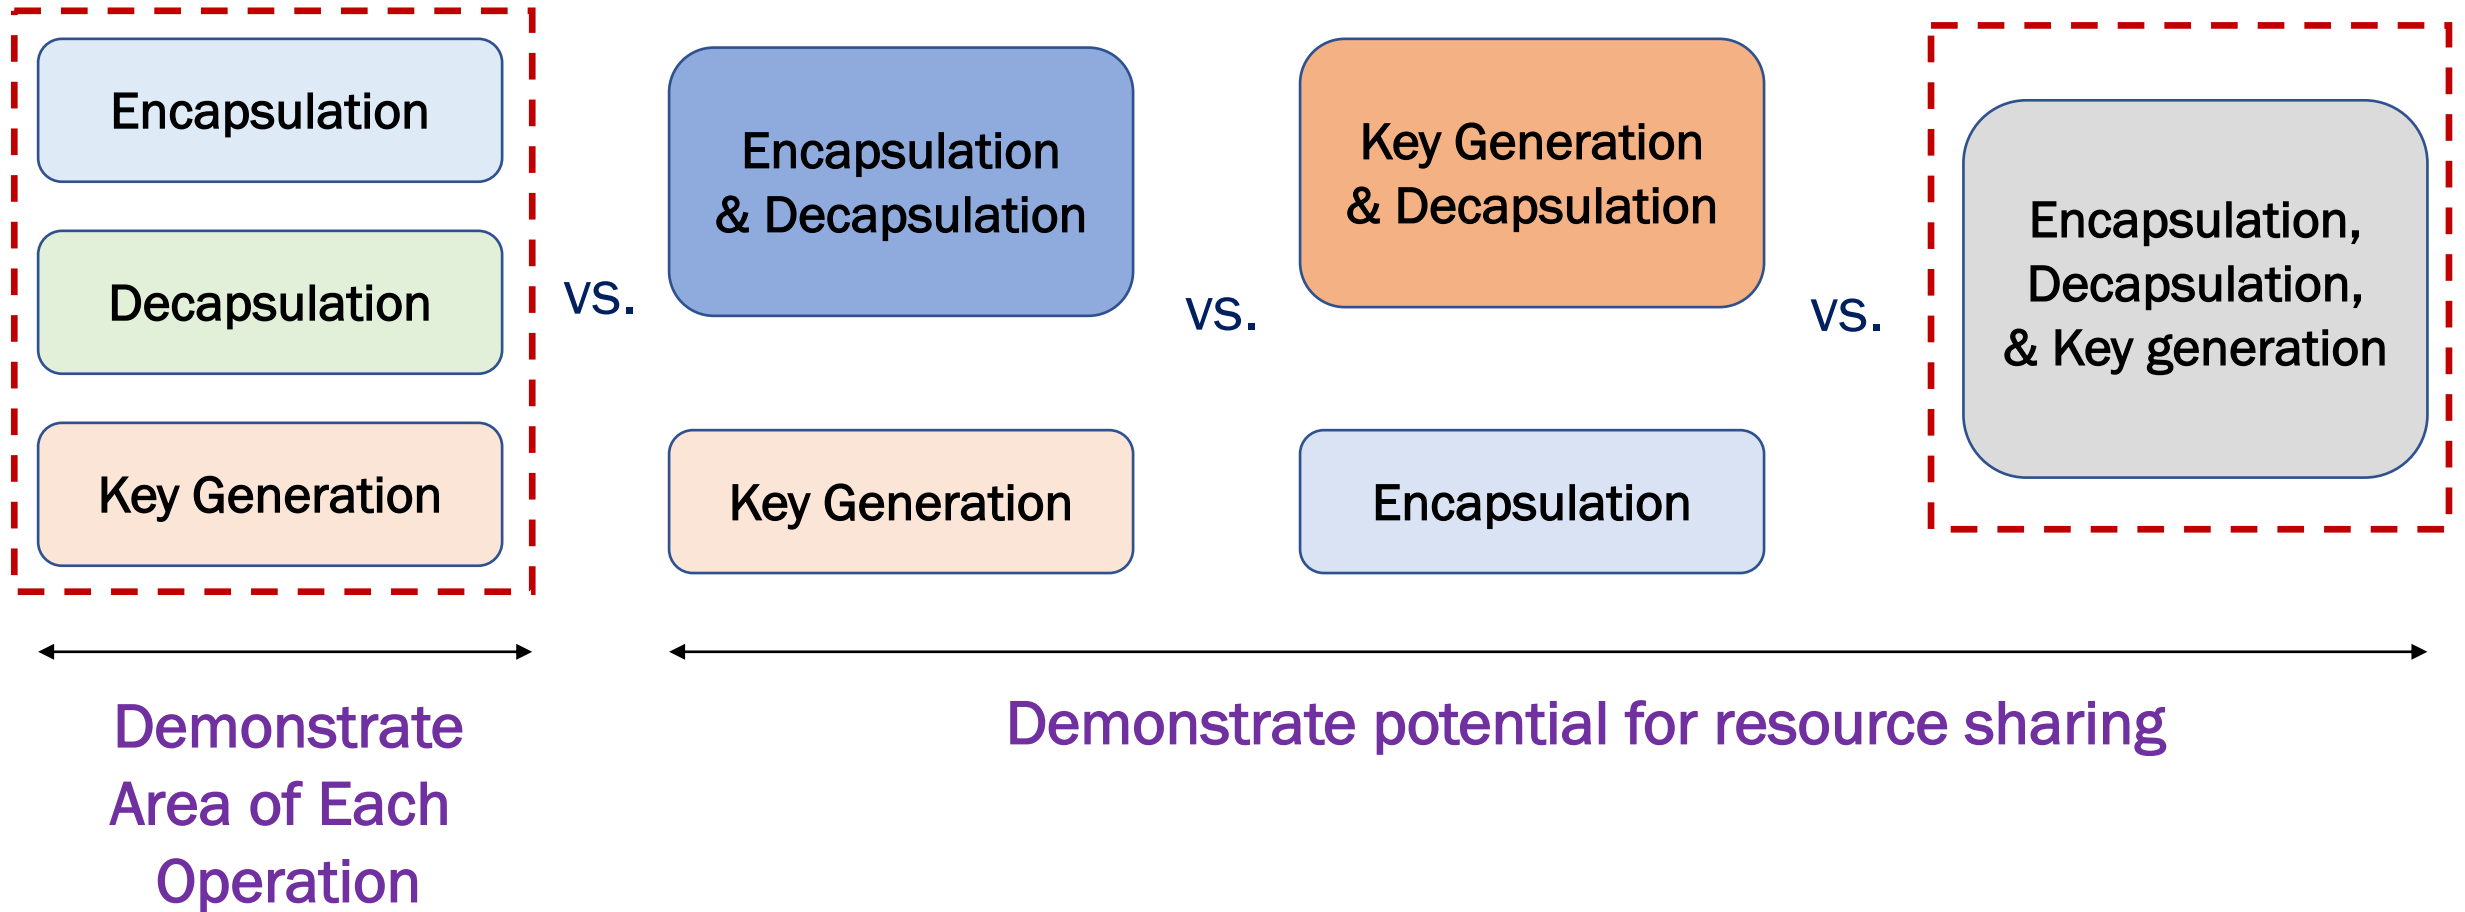 Encapsulation
Decapsulation
Key Generation
vs.
Encapsulation
& Decapsulation
Key Generation
vs.
Key Generation
& Decapsulation
Encapsulation
vs.
Encapsulation,
Decapsulation,
& Key generation
Demonstrate
Area of Each
Operation
Demonstrate potential for resource sharing